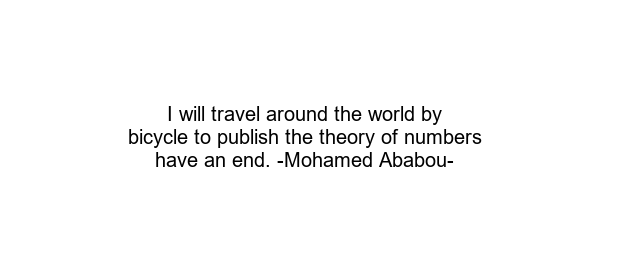 I will travel around the world by
bicycle to publish the theory of numbers
have an end. -Mohamed Ababou-